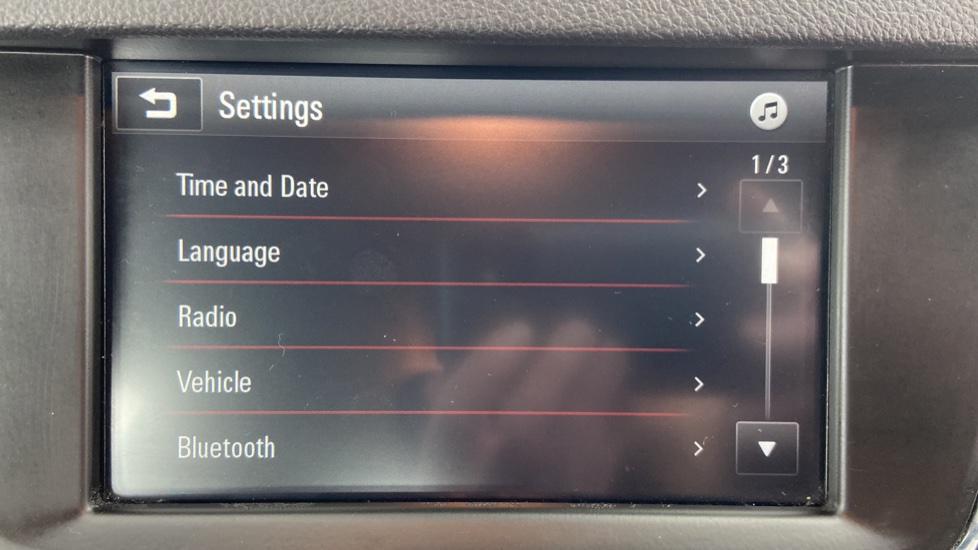 Settings
1/3
Time and Date
Language
Radio
Vehicle
Bluetooth